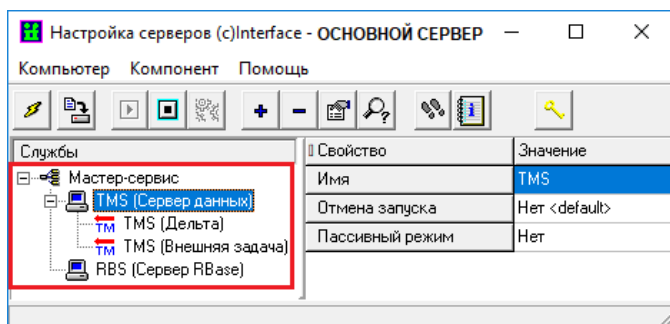 Настройка серверов (c)Interface - ОСНОВНОЙ СЕРВЕР
Компьютер Компонент Помощь
Службы
Мастер-сервис
TMS (Сервер данных)
TMS (Дельта)
TMS (Внешняя задача)
RBS (Сервер RBase)
Свойство Значение
Имя TMS
Отмена запуска Нет <default>
Пассивный режим Нет